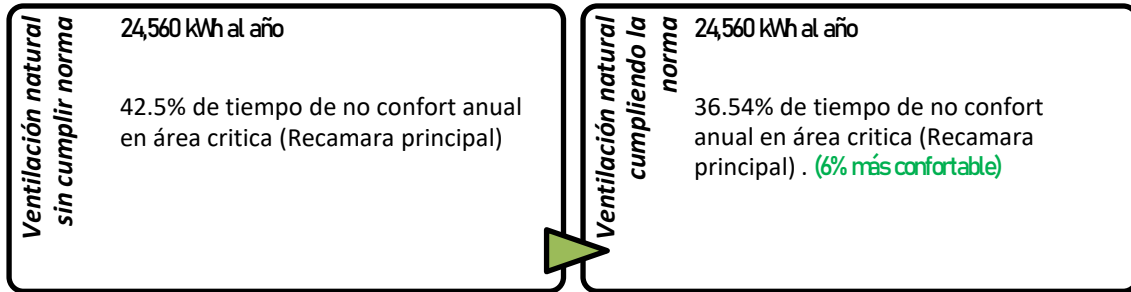 Ventilación natural
sin cumplir norma
24,560 kWh al año
42.5% de tiempo de no confort anual
en área critica (Recamara principal)
Ventilación natural
cumpliendo la
norma
24,560 kWh al año
36.54% de tiempo de no confort
anual en área critica (Recamara
principal) . (6% más confortable)